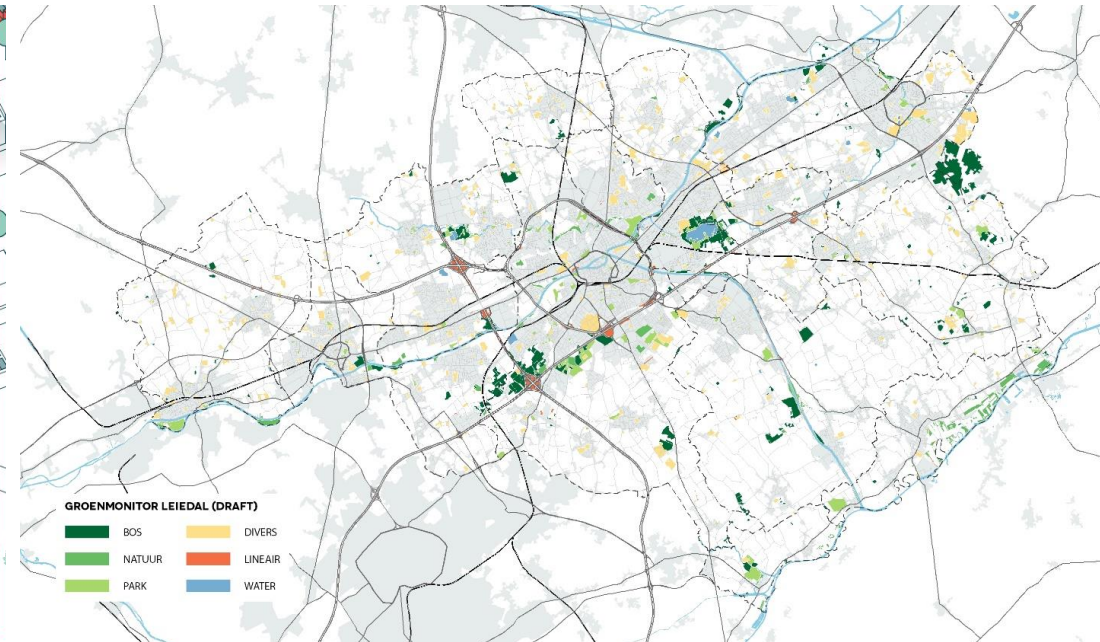 GROENMONITOR LEIEDAL (DRAFT)
BOS
DIVERS
NATUUR
LINEAIR
PARK
WATER